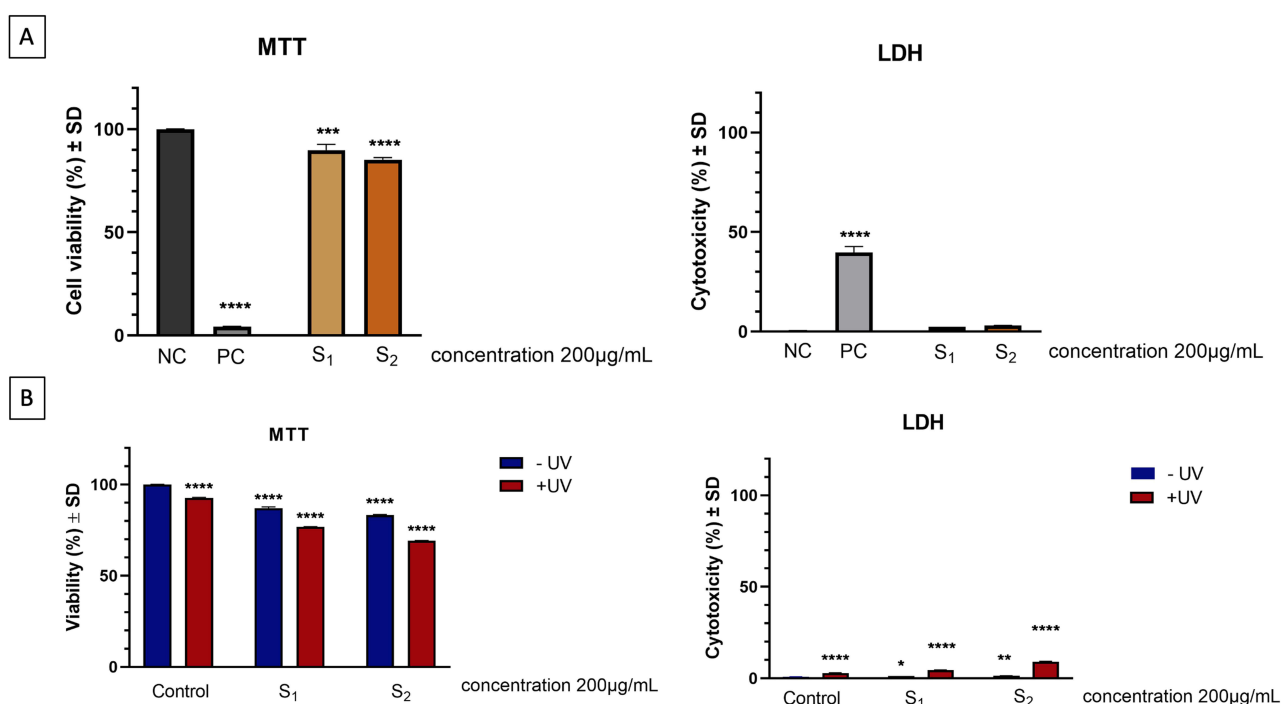 A
MTT
Cell viability (%) ± SD
100
50
0
***
****
****
NC PC S₁ S₂ concentration 200µg/mL
LDH
Cytotoxicity (%) ± SD
100
50
0
****
NC PC S₁ S₂ concentration 200µg/mL
B
MTT
Viability (%) ± SD
100
50
0
- UV
+UV
**** **** **** **** ****
Control S₁ S₂ concentration 200µg/mL
LDH
Cytotoxicity (%) ± SD
100
50
0
- UV
+UV
**** * **** ** ****
Control S₁ S₂ concentration 200µg/mL